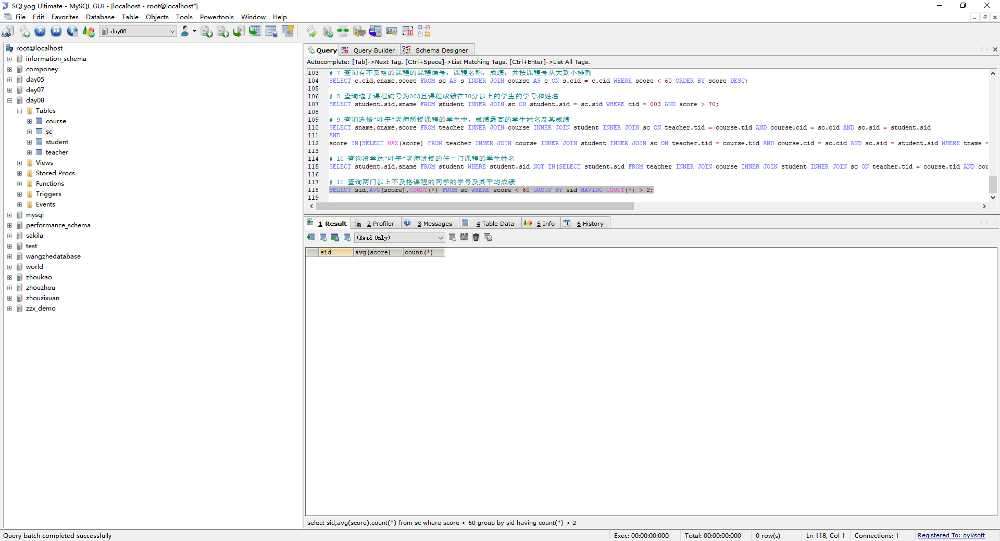 SQLyog Ultimate - MySQL GUI - [localhost - root@localhost*]
File Edit Favorites Database Table Objects Tools Powertools Window Help
day08
root@localhost
information_schema
componey
day05
day07
day08
Tables
course
sc
student
teacher
Views
Stored Procs
Functions
Triggers
Events
mysql
performance_schema
sakila
test
wangzhedatabase
world
zhoukao
zhouzhou
zhouzixuan
zzx_demo
Query Query Builder Schema Designer
Autocomplete: [Tab]->Next Tag. [Ctrl+Space]->List Matching Tags. [Ctrl+Enter]->List All Tags.
103 # 7 查询有不及格的课程的课程编号，课程名称，成绩，并按课程号从大到小排列
104 SELECT c.cid,cname,score FROM sc AS s INNER JOIN course AS c ON s.cid = c.cid WHERE score < 60 ORDER BY score DESC;
105
106 # 8 查询选了课程编号为003且课程成绩在70分以上的学生的学号和姓名
107 SELECT student.sid,sname FROM student INNER JOIN sc ON student.sid = sc.sid WHERE cid = 003 AND score > 70;
108
109 # 9 查询选修“叶平”老师所授课程的学生中，成绩最高的学生姓名及其成绩
110 SELECT sname,cname,score FROM teacher INNER JOIN course INNER JOIN student INNER JOIN sc ON teacher.tid = course.tid AND course.cid = sc.cid AND sc.sid = student.sid
111 AND
112 score IN(SELECT MAX(score) FROM teacher INNER JOIN course INNER JOIN student INNER JOIN sc ON teacher.tid = course.tid AND course.cid = sc.cid AND sc.sid = student.sid WHERE tname =
113
114 # 10 查询没学过“叶平”老师讲授的任一门课程的学生姓名
115 SELECT student.sid,sname FROM student WHERE student.sid NOT IN(SELECT student.sid FROM teacher INNER JOIN course INNER JOIN student INNER JOIN sc ON teacher.tid = course.tid AND cou
116
117 # 11 查询两门以上不及格课程的同学的学号及其平均成绩
118 SELECT sid,AVG(score),COUNT(*) FROM sc WHERE score < 60 GROUP BY sid HAVING COUNT(*) > 2;
119
1 Result 2 Profiler 3 Messages 4 Table Data 5 Info 18 6 History
(Read Only)
sid avg(score) count(*)
select sid,avg(score),count(*) from sc where score < 60 group by sid having count(*) > 2
Query batch completed successfully Exec: 00:00:00:000 Total: 00:00:00:000 0 row(s) Ln 118, Col 1 Connections: 1 Registered To: oyksoft